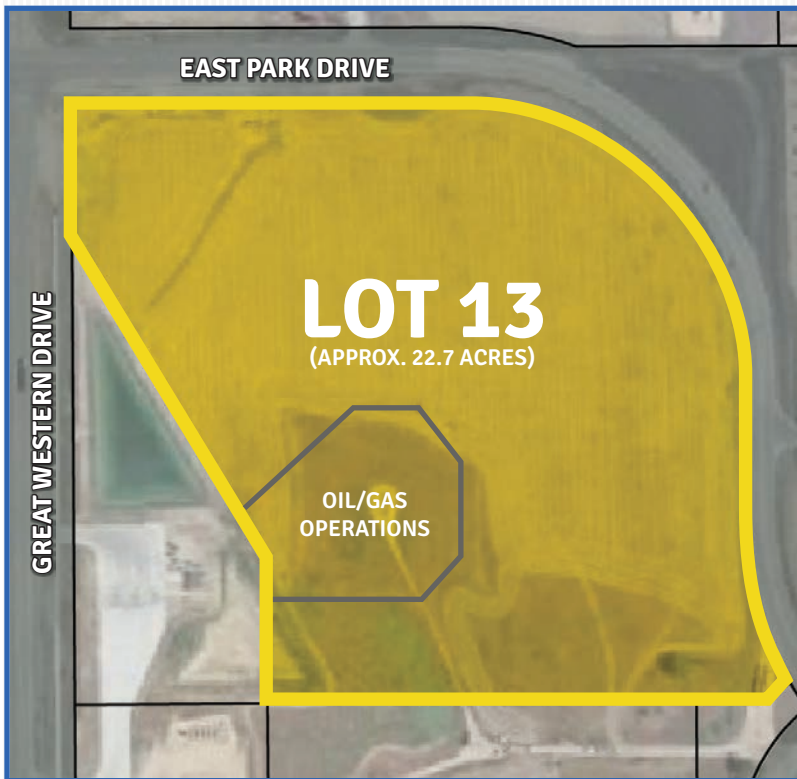 EAST PARK DRIVE
LOT 13
(APPROX. 22.7 ACRES)
GREAT WESTERN DRIVE
OIL/GAS
OPERATIONS